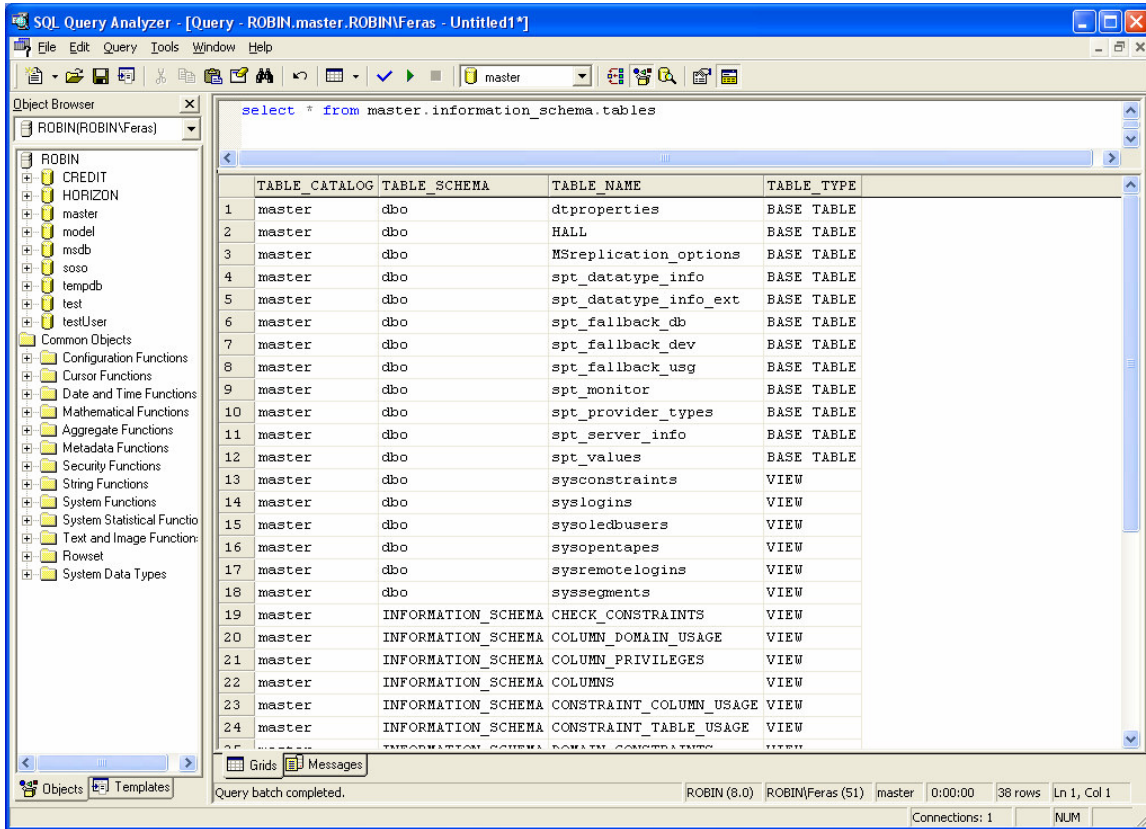 SQL Query Analyzer - [Query - ROBIN.master.ROBIN\Feras - Untitled1*]
File Edit Query Tools Window Help
master
Object Browser
ROBIN(ROBIN\Feras)
ROBIN
CREDIT
HORIZON
master
model
msdb
soso
tempdb
test
testUser
Common Objects
Configuration Functions
Cursor Functions
Date and Time Functions
Mathematical Functions
Aggregate Functions
Metadata Functions
Security Functions
String Functions
System Functions
System Statistical Functio
Text and Image Function
Rowset
System Data Types
Objects Templates
select * from master.information_schema.tables
TABLE_CATALOG TABLE_SCHEMA TABLE_NAME TABLE_TYPE
1 master dbo dtproperties BASE TABLE
2 master dbo HALL BASE TABLE
3 master dbo MSreplication_options BASE TABLE
4 master dbo spt_datatype_info BASE TABLE
5 master dbo spt_datatype_info_ext BASE TABLE
6 master dbo spt_fallback_db BASE TABLE
7 master dbo spt_fallback_dev BASE TABLE
8 master dbo spt_fallback_usg BASE TABLE
9 master dbo spt_monitor BASE TABLE
10 master dbo spt_provider_types BASE TABLE
11 master dbo spt_server_info BASE TABLE
12 master dbo spt_values BASE TABLE
13 master dbo sysconstraints VIEW
14 master dbo syslogins VIEW
15 master dbo sysoledbusers VIEW
16 master dbo sysopentapes VIEW
17 master dbo sysremotelogins VIEW
18 master dbo syssegments VIEW
19 master INFORMATION_SCHEMA CHECK_CONSTRAINTS VIEW
20 master INFORMATION_SCHEMA COLUMN_DOMAIN_USAGE VIEW
21 master INFORMATION_SCHEMA COLUMN_PRIVILEGES VIEW
22 master INFORMATION_SCHEMA COLUMNS VIEW
23 master INFORMATION_SCHEMA CONSTRAINT_COLUMN_USAGE VIEW
24 master INFORMATION_SCHEMA CONSTRAINT_TABLE_USAGE VIEW
Grids Messages
Query batch completed. ROBIN (8.0) ROBIN\Feras (51) master 0:00:00 38 rows Ln 1, Col 1
Connections: 1 NUM